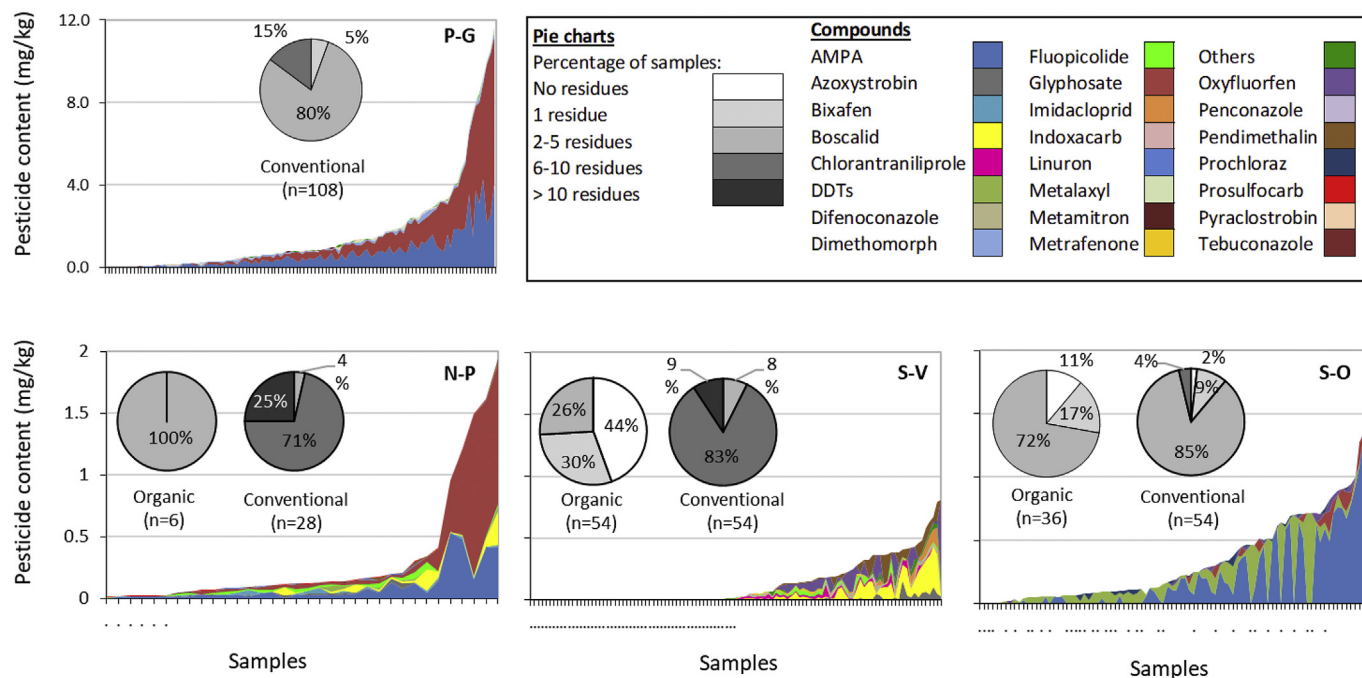 Pesticide content (mg/kg)
12.0
8.0
4.0
0.0
P-G
15%
5%
80%
Conventional
(n=108)
Pie charts
Percentage of samples:
No residues
1 residue
2-5 residues
6-10 residues
> 10 residues
Compounds
AMPA
Azoxystrobin
Bixafen
Boscalid
Chlorantraniliprole
DDTs
Difenoconazole
Dimethomorph
Fluopicolide
Glyphosate
Imidacloprid
Indoxacarb
Linuron
Metalaxyl
Metamitron
Metrafenone
Others
Oxyfluorfen
Penconazole
Pendimethalin
Prochloraz
Prosulfocarb
Pyraclostrobin
Tebuconazole
Pesticide content (mg/kg)
2
1.5
1
0.5
0
N-P
100%
Organic
(n=6)
4
%
25%
71%
Conventional
(n=28)
Samples
S-V
26%
44%
30%
Organic
(n=54)
9
%
8
%
83%
Conventional
(n=54)
Samples
S-O
11%
17%
72%
Organic
(n=36)
4%
2%
9%
85%
Conventional
(n=54)
Samples